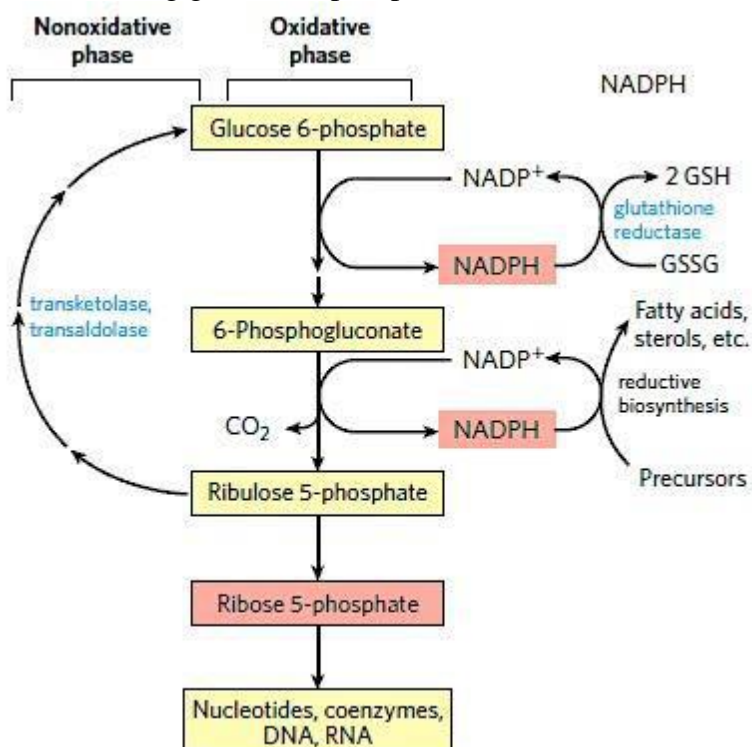 Nonoxidative
phase
Oxidative
phase
NADPH
Glucose 6-phosphate
NADP+
2 GSH
glutathione
reductase
NADPH
GSSG
transketolase,
transaldolase
6-Phosphogluconate
Fatty acids,
sterols, etc.
NADP+
reductive
biosynthesis
CO2
NADPH
Precursors
Ribulose 5-phosphate
Ribose 5-phosphate
Nucleotides, coenzymes,
DNA, RNA